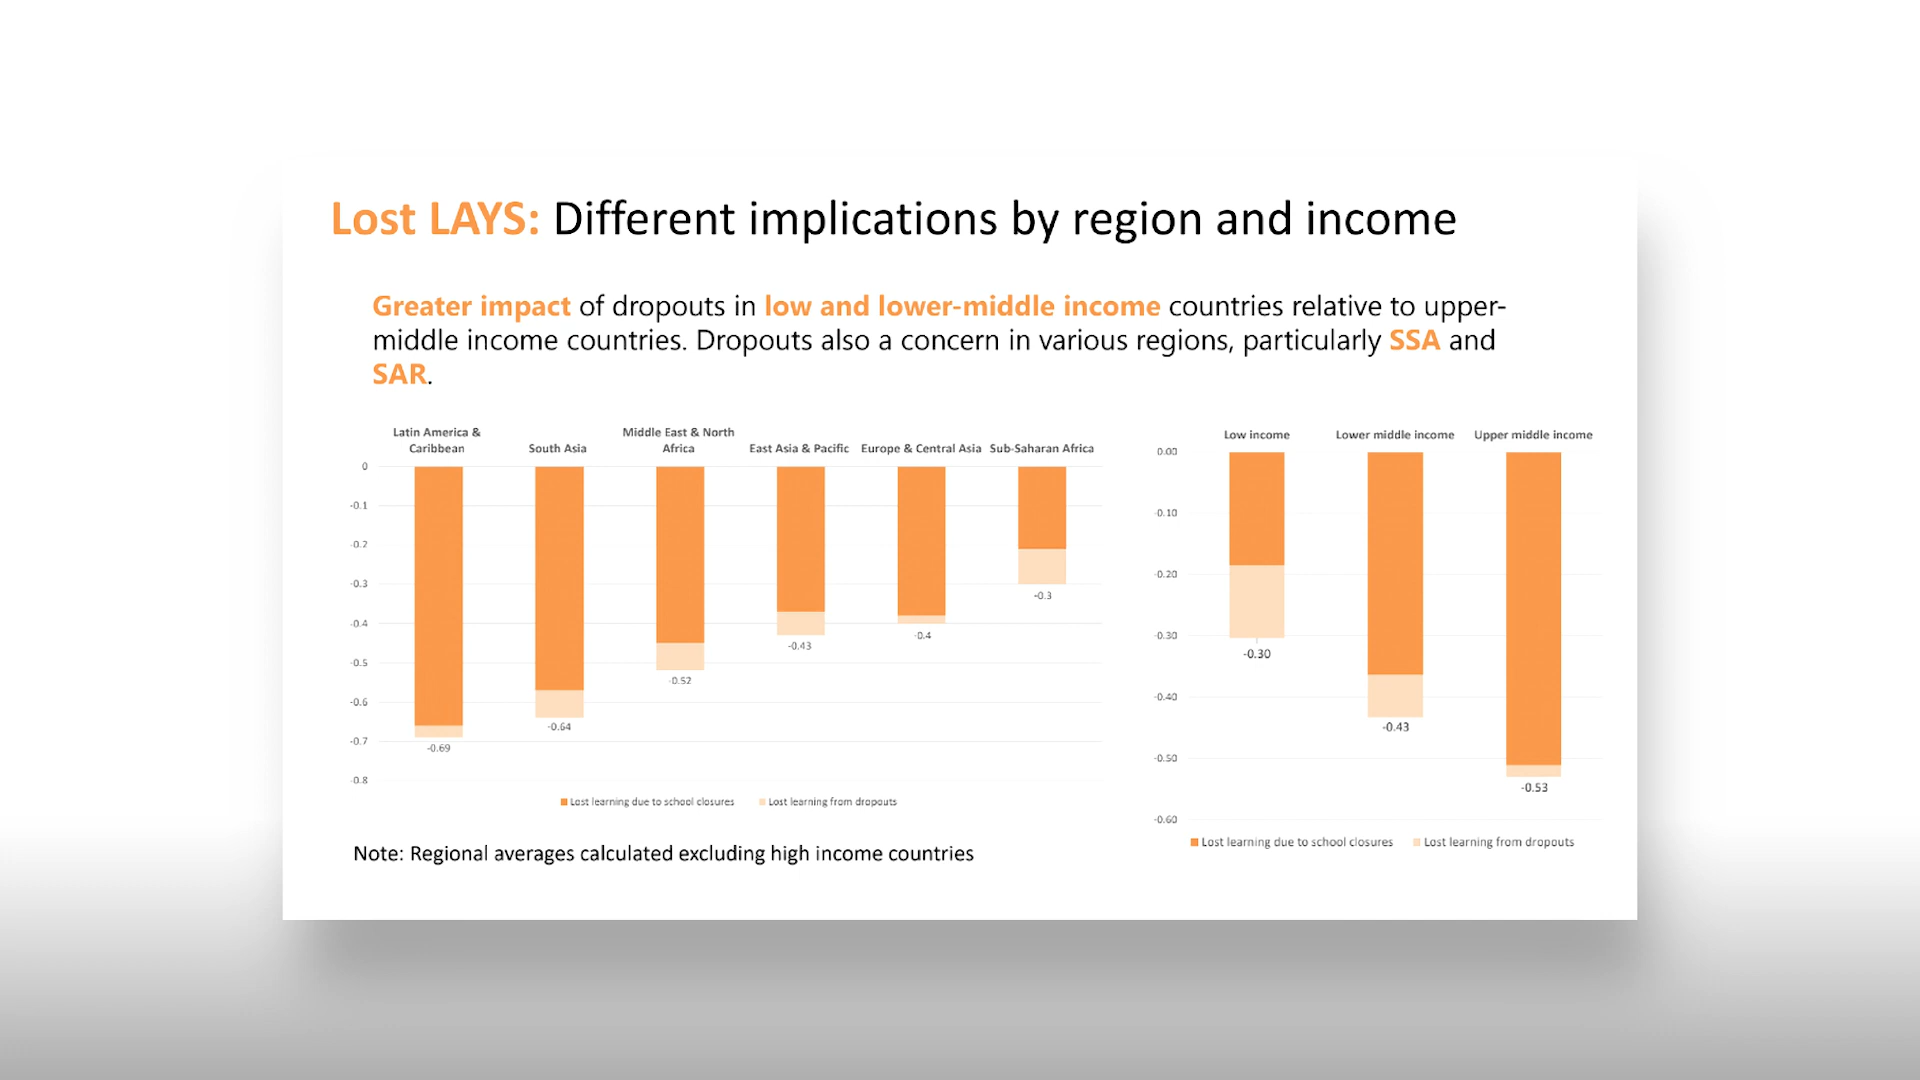 Lost LAYS: Different implications by region and income
Greater impact of dropouts in low and lower-middle income countries relative to upper-
middle income countries. Dropouts also a concern in various regions, particularly SSA and
SAR.
Latin America &
Caribbean
South Asia
Middle East & North
Africa
East Asia & Pacific
Europe & Central Asia
Sub-Saharan Africa
0
-0.1
-0.2
-0.3
-0.4
-0.5
-0.6
-0.7
-0.8
-0.69
-0.64
-0.52
-0.43
-0.4
-0.3
Lost learning due to school closures
Lost learning from dropouts
Note: Regional averages calculated excluding high income countries
Low income
Lower middle income
Upper middle income
0.00
-0.10
-0.20
-0.30
-0.40
-0.50
-0.60
-0.30
-0.43
-0.53
Lost learning due to school closures
Lost learning from dropouts